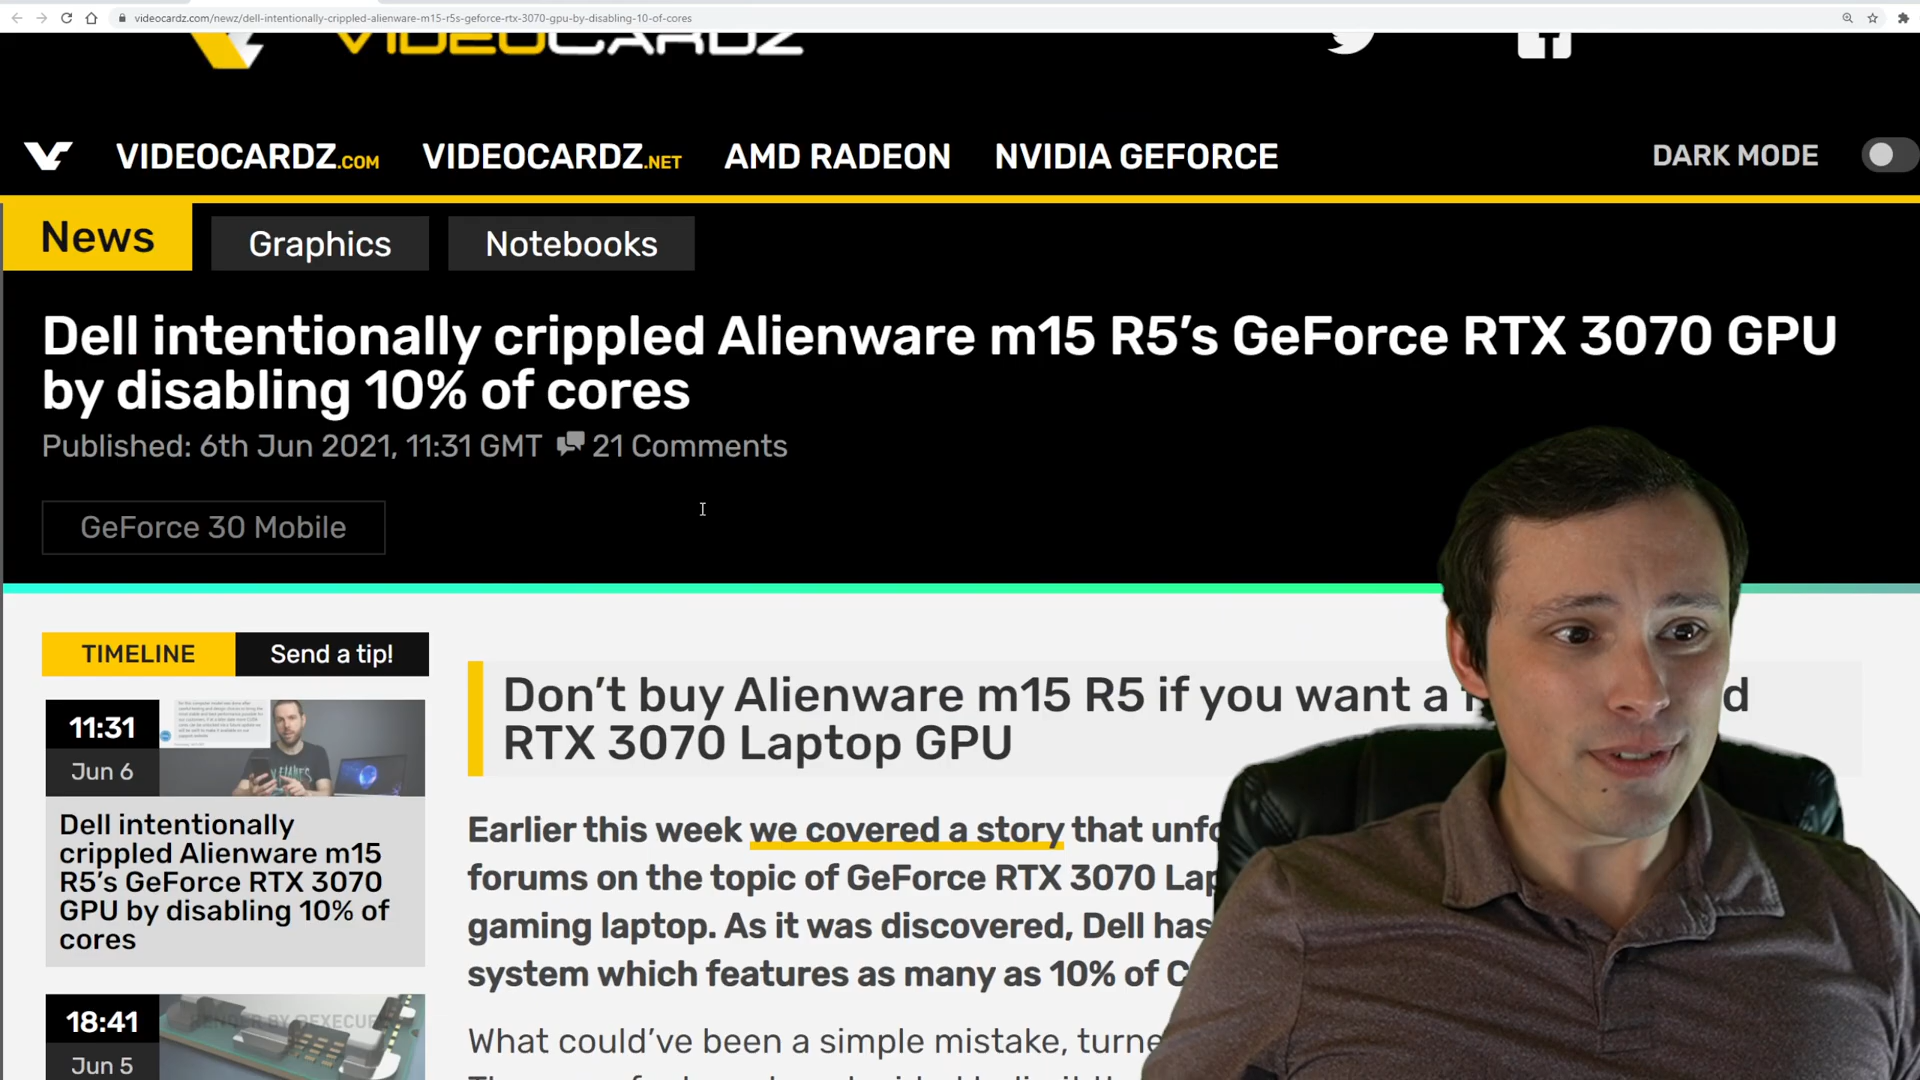 videocardz.com/newz/dell-intentionally-crippled-alienware-m15-r5s-geforce-rtx-3070-gpu-by-disabling-10-of-cores
VIDEOCARDZ
VIDEOCARDZ.COM VIDEOCARDZ.NET AMD RADEON NVIDIA GEFORCE DARK MODE
News Graphics Notebooks
Dell intentionally crippled Alienware m15 R5’s GeForce RTX 3070 GPU
by disabling 10% of cores
Published: 6th Jun 2021, 11:31 GMT 21 Comments
GeForce 30 Mobile
TIMELINE Send a tip!
11:31
Jun 6
Dell intentionally
crippled Alienware m15
R5’s GeForce RTX 3070
GPU by disabling 10% of
cores
18:41
Jun 5
Don’t buy Alienware m15 R5 if you want a
RTX 3070 Laptop GPU
Earlier this week we covered a story that
forums on the topic of GeForce RTX 3070
gaming laptop. As it was discovered, Dell has
system which features as many as 10% of
What could’ve been a simple mistake,